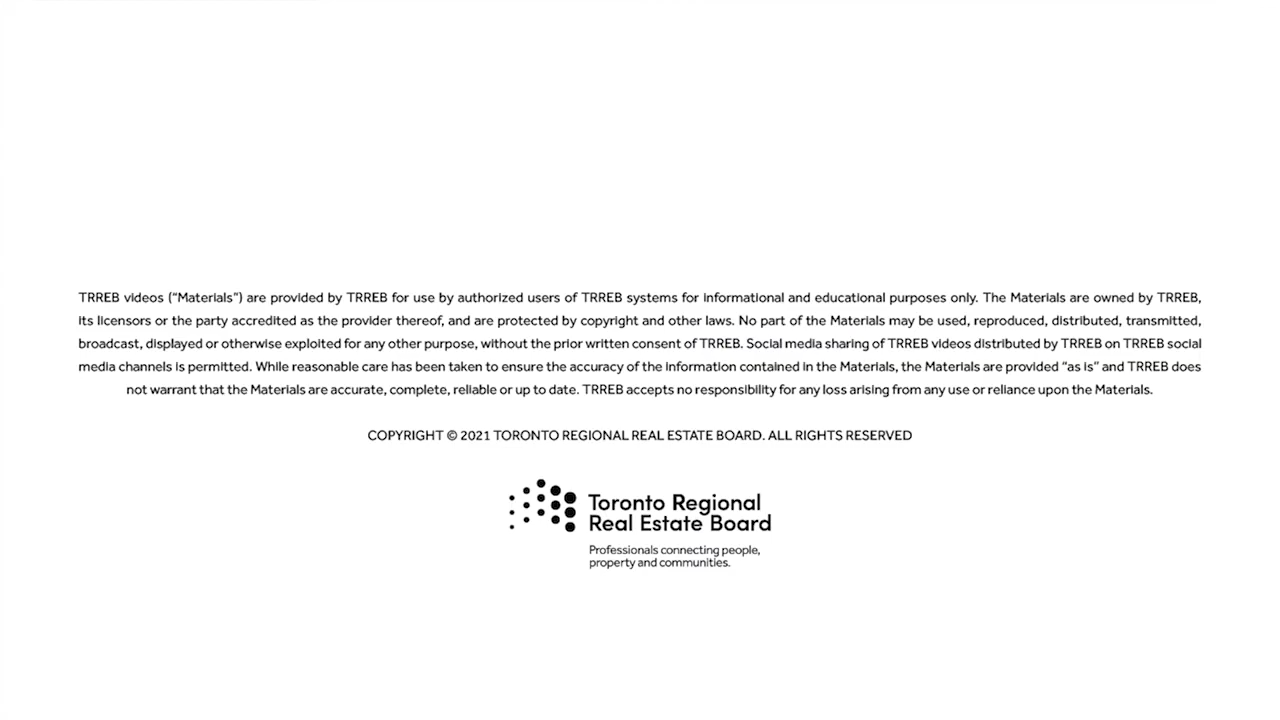 TRREB videos (“Materials”) are provided by TRREB for use by authorized users of TRREB systems for informational and educational purposes only. The Materials are owned by TRREB,
its licensors or the party accredited as the provider thereof, and are protected by copyright and other laws. No part of the Materials may be used, reproduced, distributed, transmitted,
broadcast, displayed or otherwise exploited for any other purpose, without the prior written consent of TRREB. Social media sharing of TRREB videos distributed by TRREB on TRREB social
media channels is permitted. While reasonable care has been taken to ensure the accuracy of the information contained in the Materials, the Materials are provided “as is” and TRREB does
not warrant that the Materials are accurate, complete, reliable or up to date. TRREB accepts no responsibility for any loss arising from any use or reliance upon the Materials.
COPYRIGHT © 2021 TORONTO REGIONAL REAL ESTATE BOARD. ALL RIGHTS RESERVED
Toronto Regional
Real Estate Board
Professionals connecting people,
property and communities.